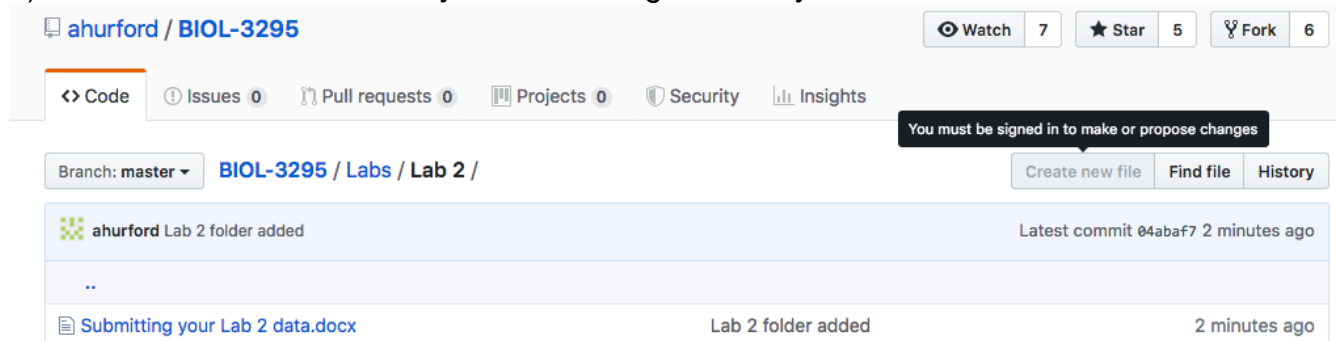 ahurford / BIOL-3295 Watch 7 Star 5 Fork 6
Code Issues 0 Pull requests 0 Projects 0 Security Insights
You must be signed in to make or propose changes
Branch: master BIOL-3295 / Labs / Lab 2 / Create new file Find file History
ahurford Lab 2 folder added Latest commit 04abaf7 2 minutes ago
..
Submitting your Lab 2 data.docx Lab 2 folder added 2 minutes ago